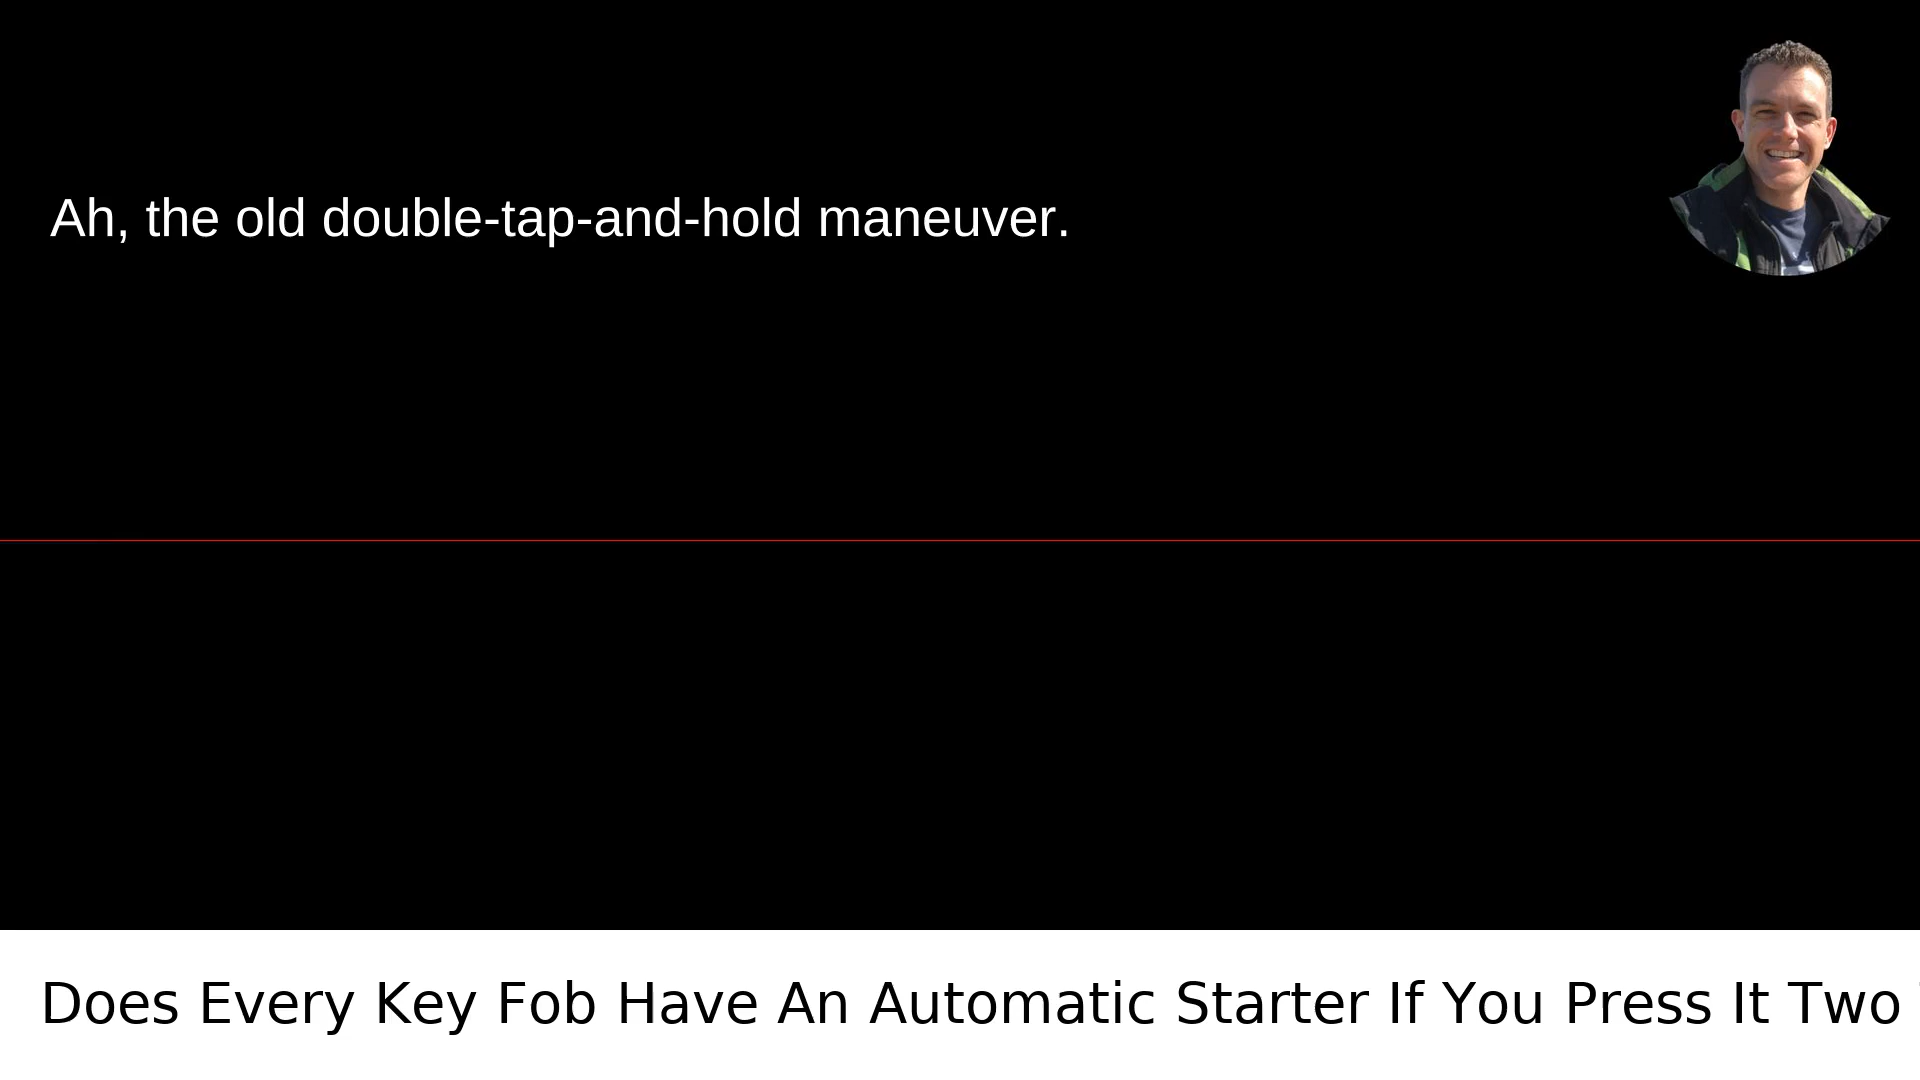 Ah, the old double-tap-and-hold maneuver.
Does Every Key Fob Have An Automatic Starter If You Press It Two